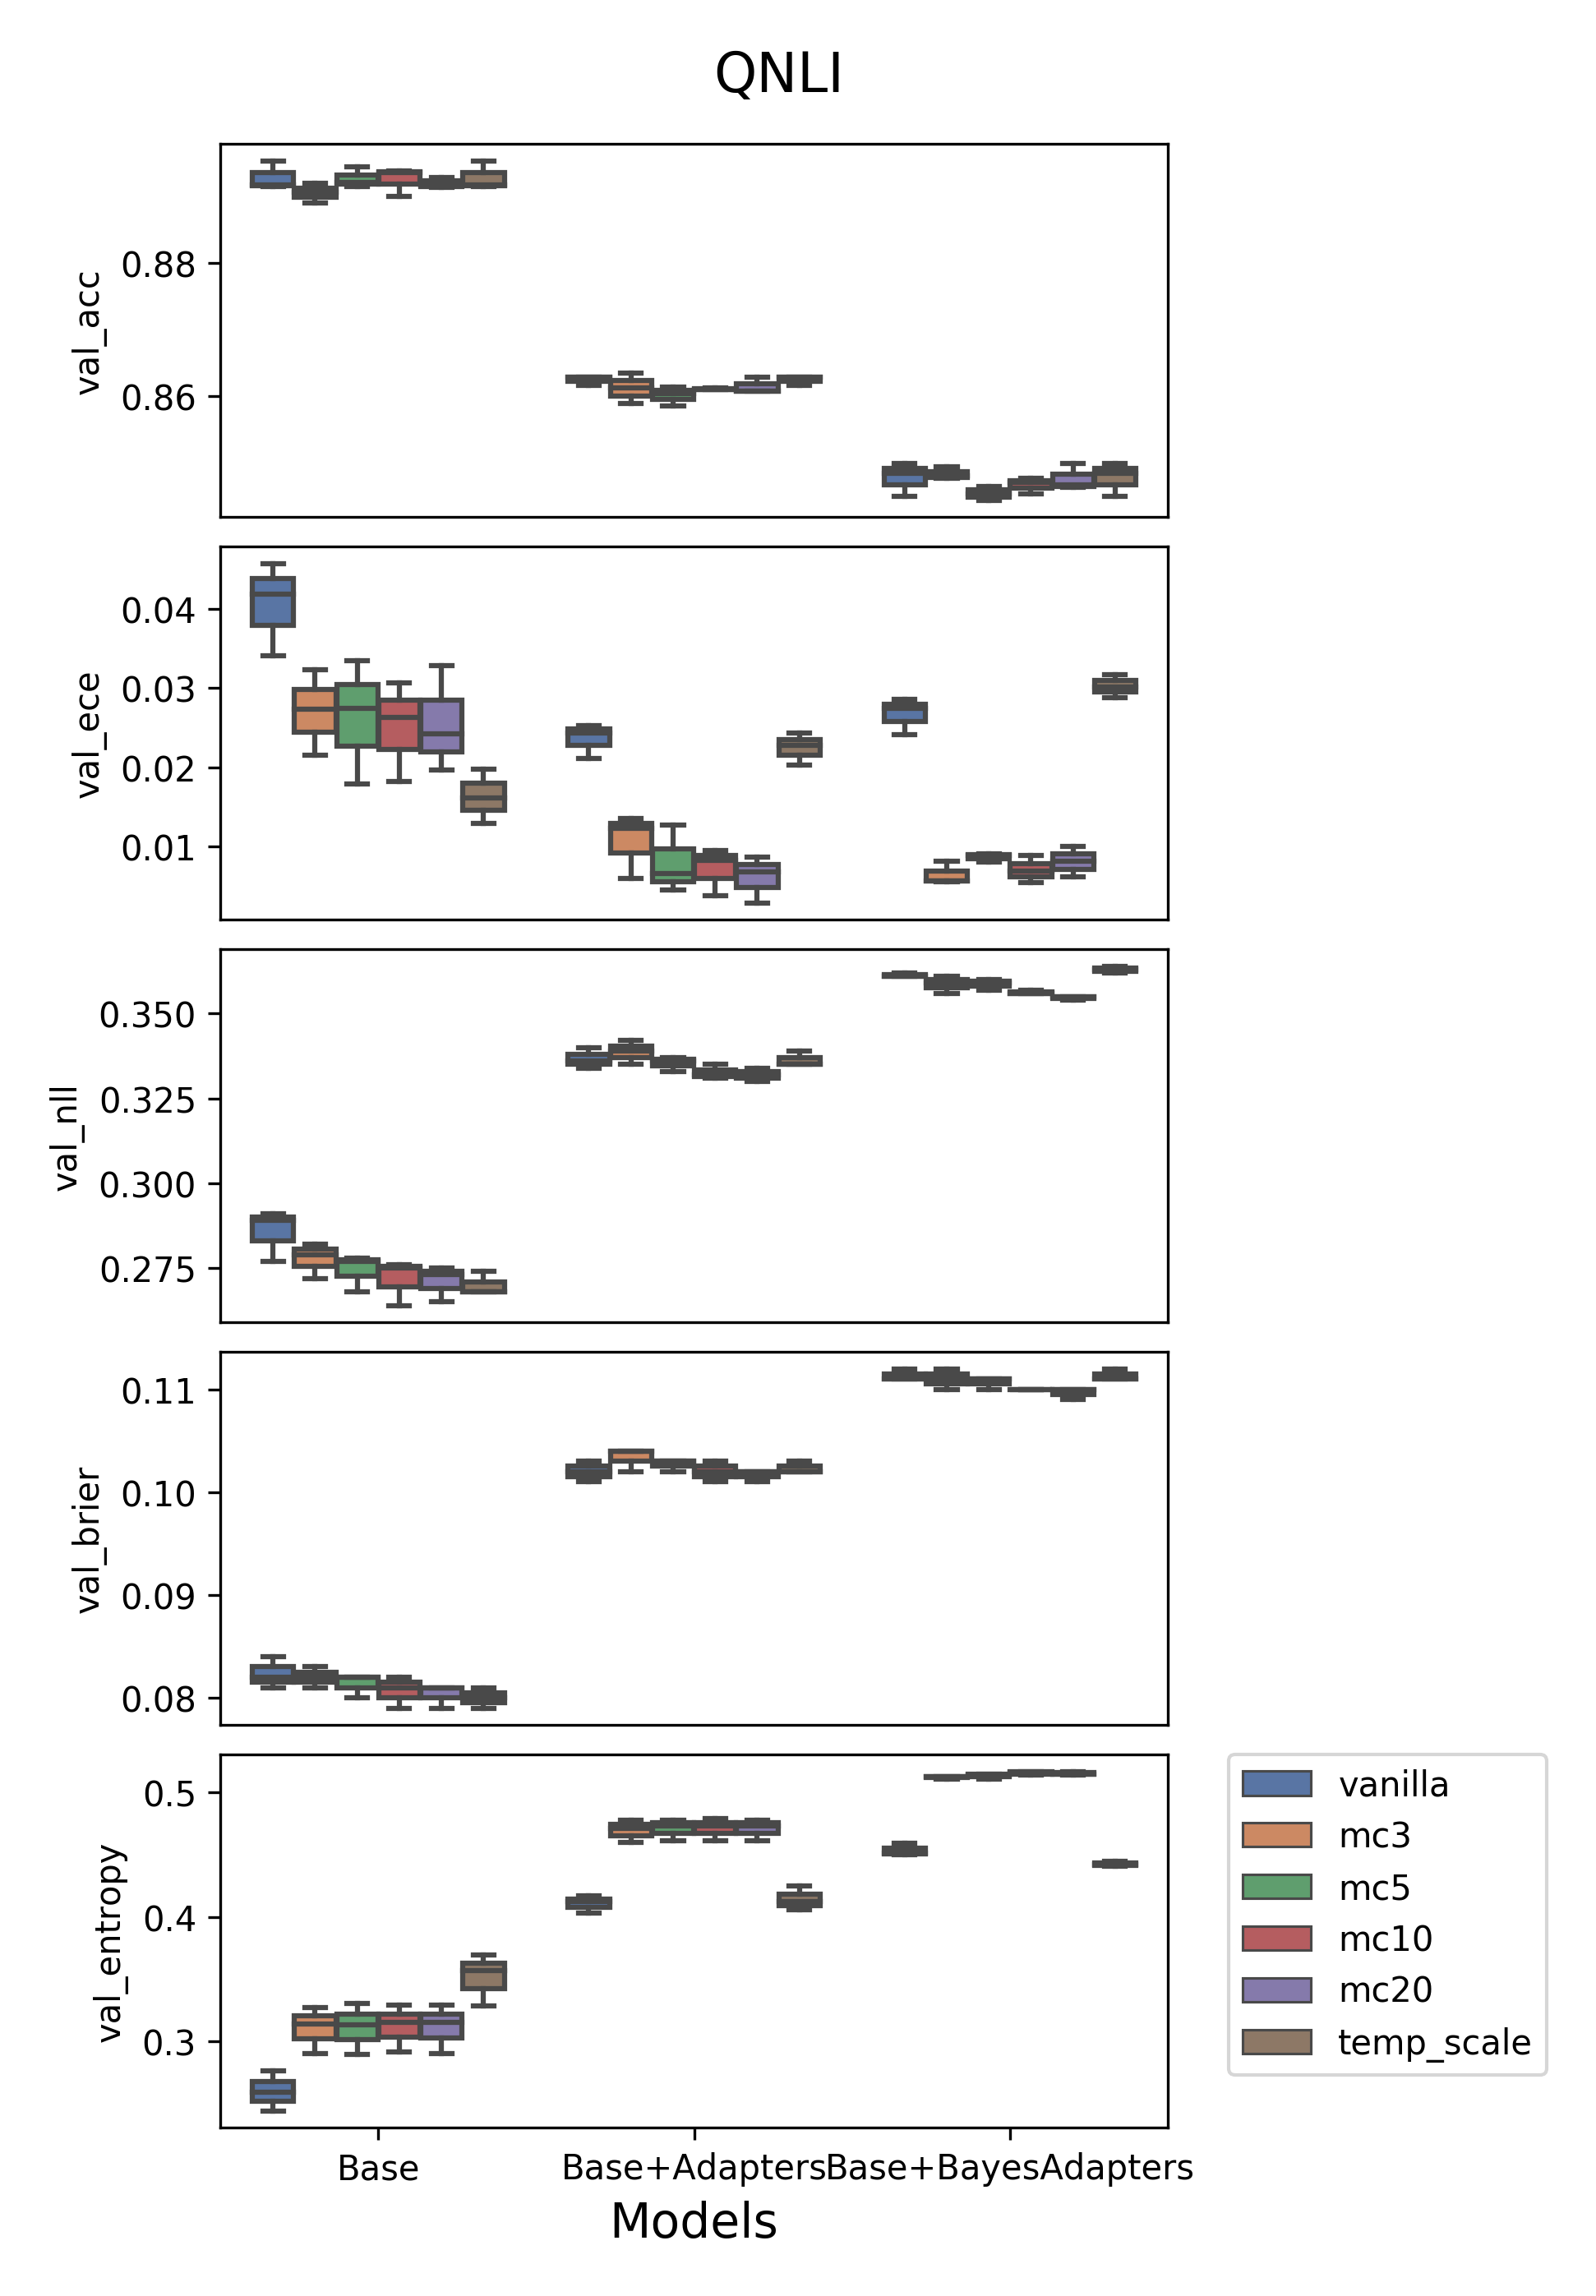 QNLI
val_acc
0.88
0.86
val_ece
0.04
0.03
0.02
0.01
val_nll
0.350
0.325
0.300
0.275
val_brier
0.11
0.10
0.09
0.08
val_entropy
0.5
0.4
0.3
vanilla
mc3
mc5
mc10
mc20
temp_scale
Base
Base+Adapters
Base+BayesAdapters
Models